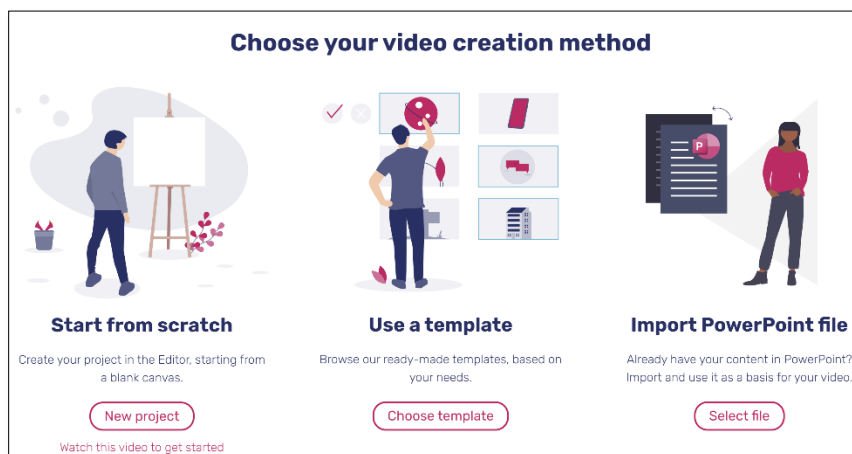 Choose your video creation method
P
Start from scratch
Create your project in the Editor, starting from
a blank canvas.
New project
Watch this video to get started
Use a template
Browse our ready-made templates, based on
your needs.
Choose template
Import PowerPoint file
Already have your content in PowerPoint?
Import and use it as a basis for your video.
Select file